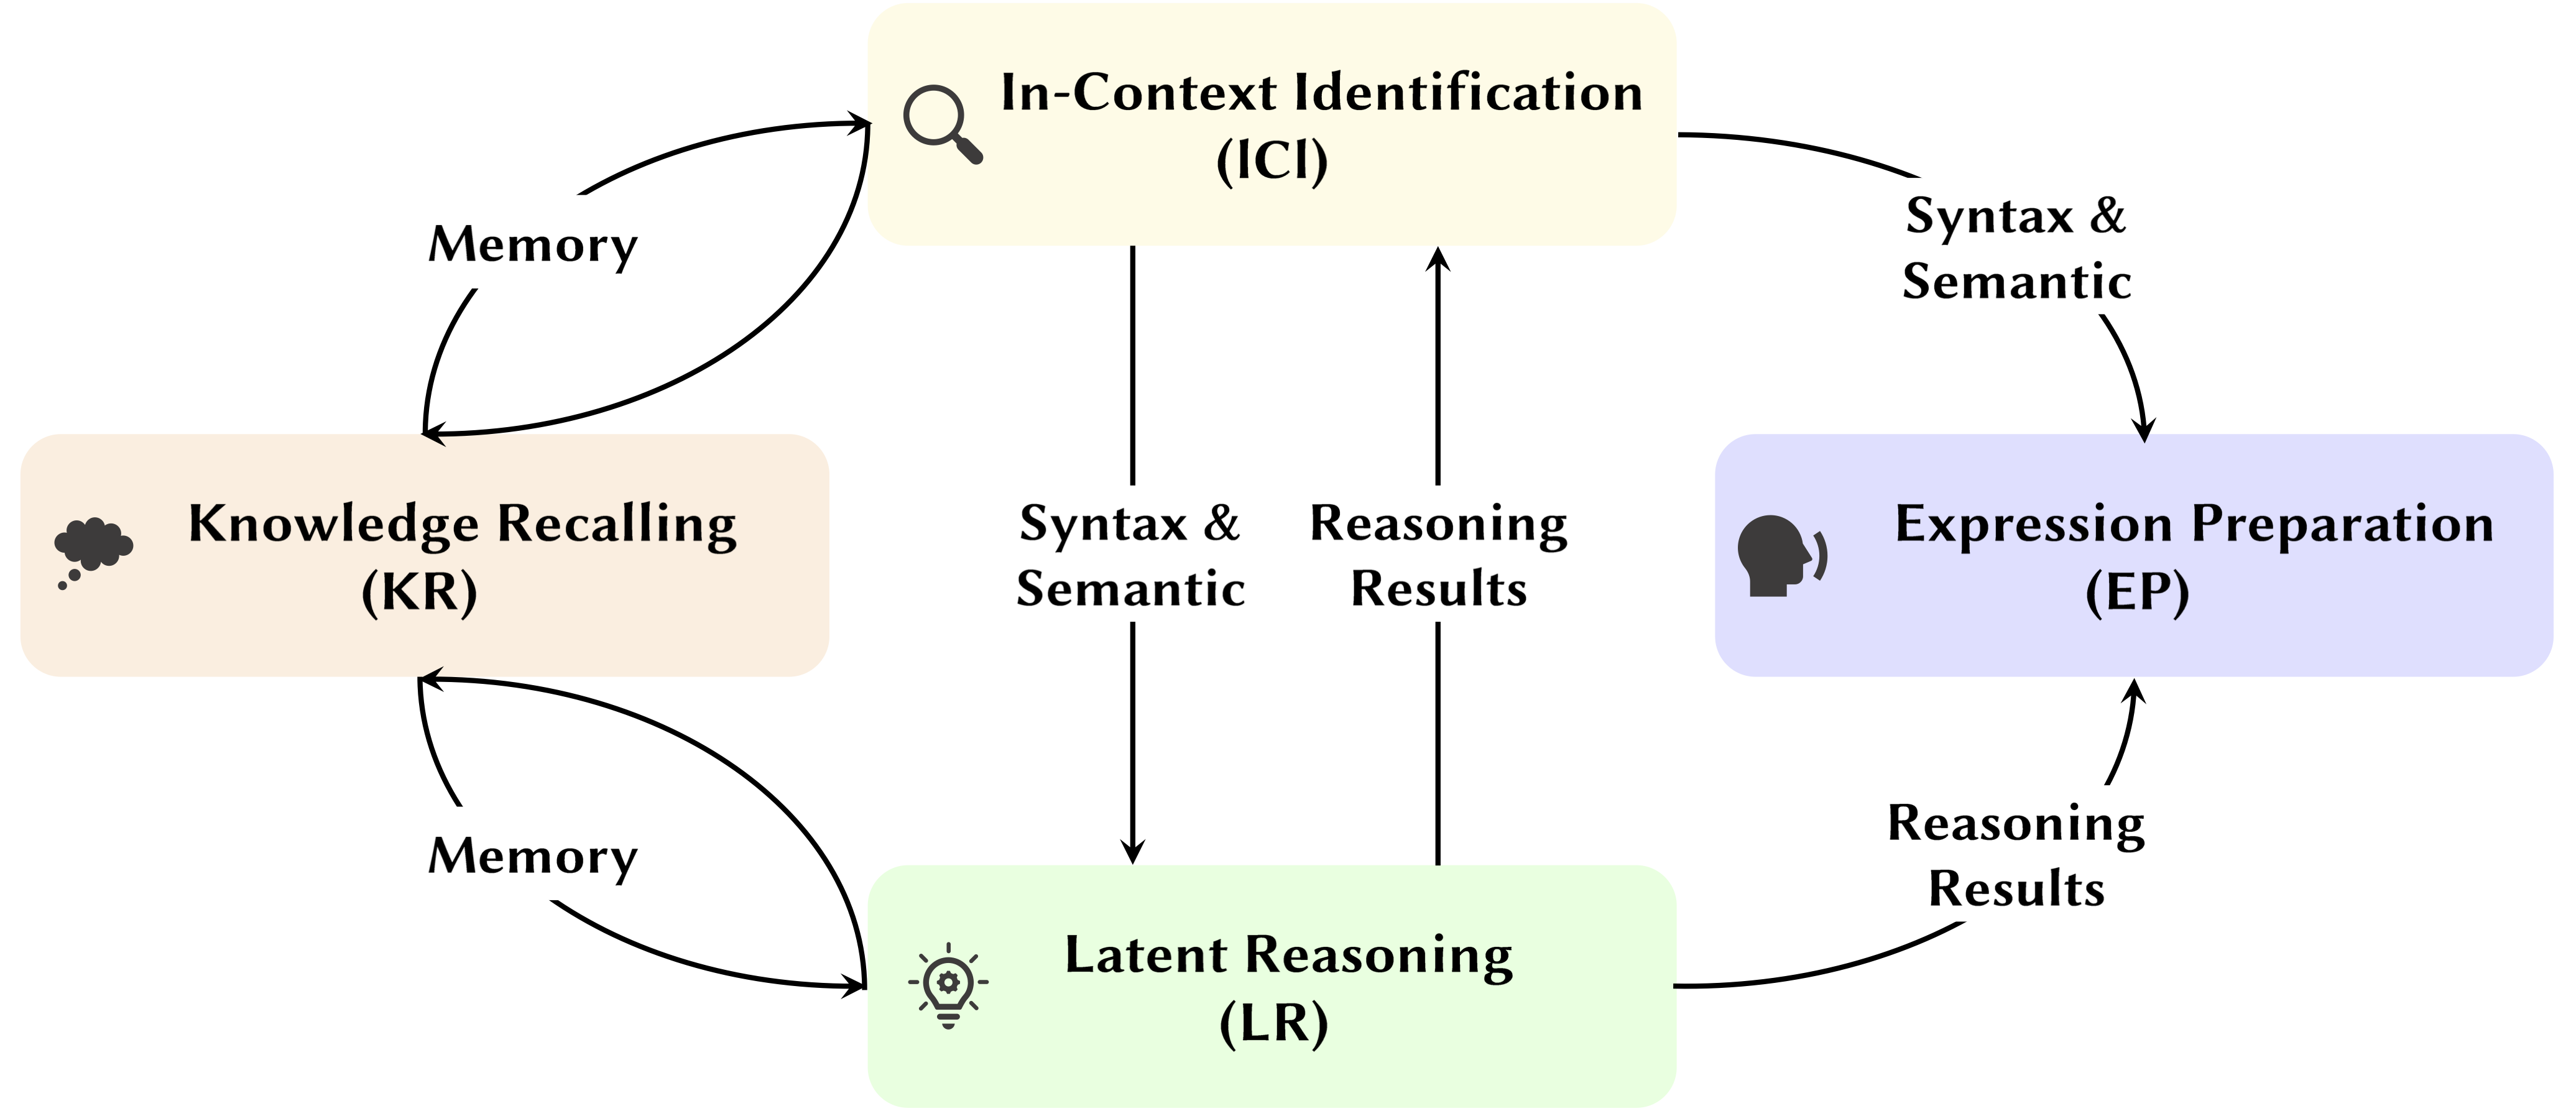 In-Context Identification
(ICI)
Memory
Syntax &
Semantic
Knowledge Recalling
(KR)
Syntax &
Semantic
Reasoning
Results
Expression Preparation
(EP)
Memory
Reasoning
Results
Latent Reasoning
(LR)